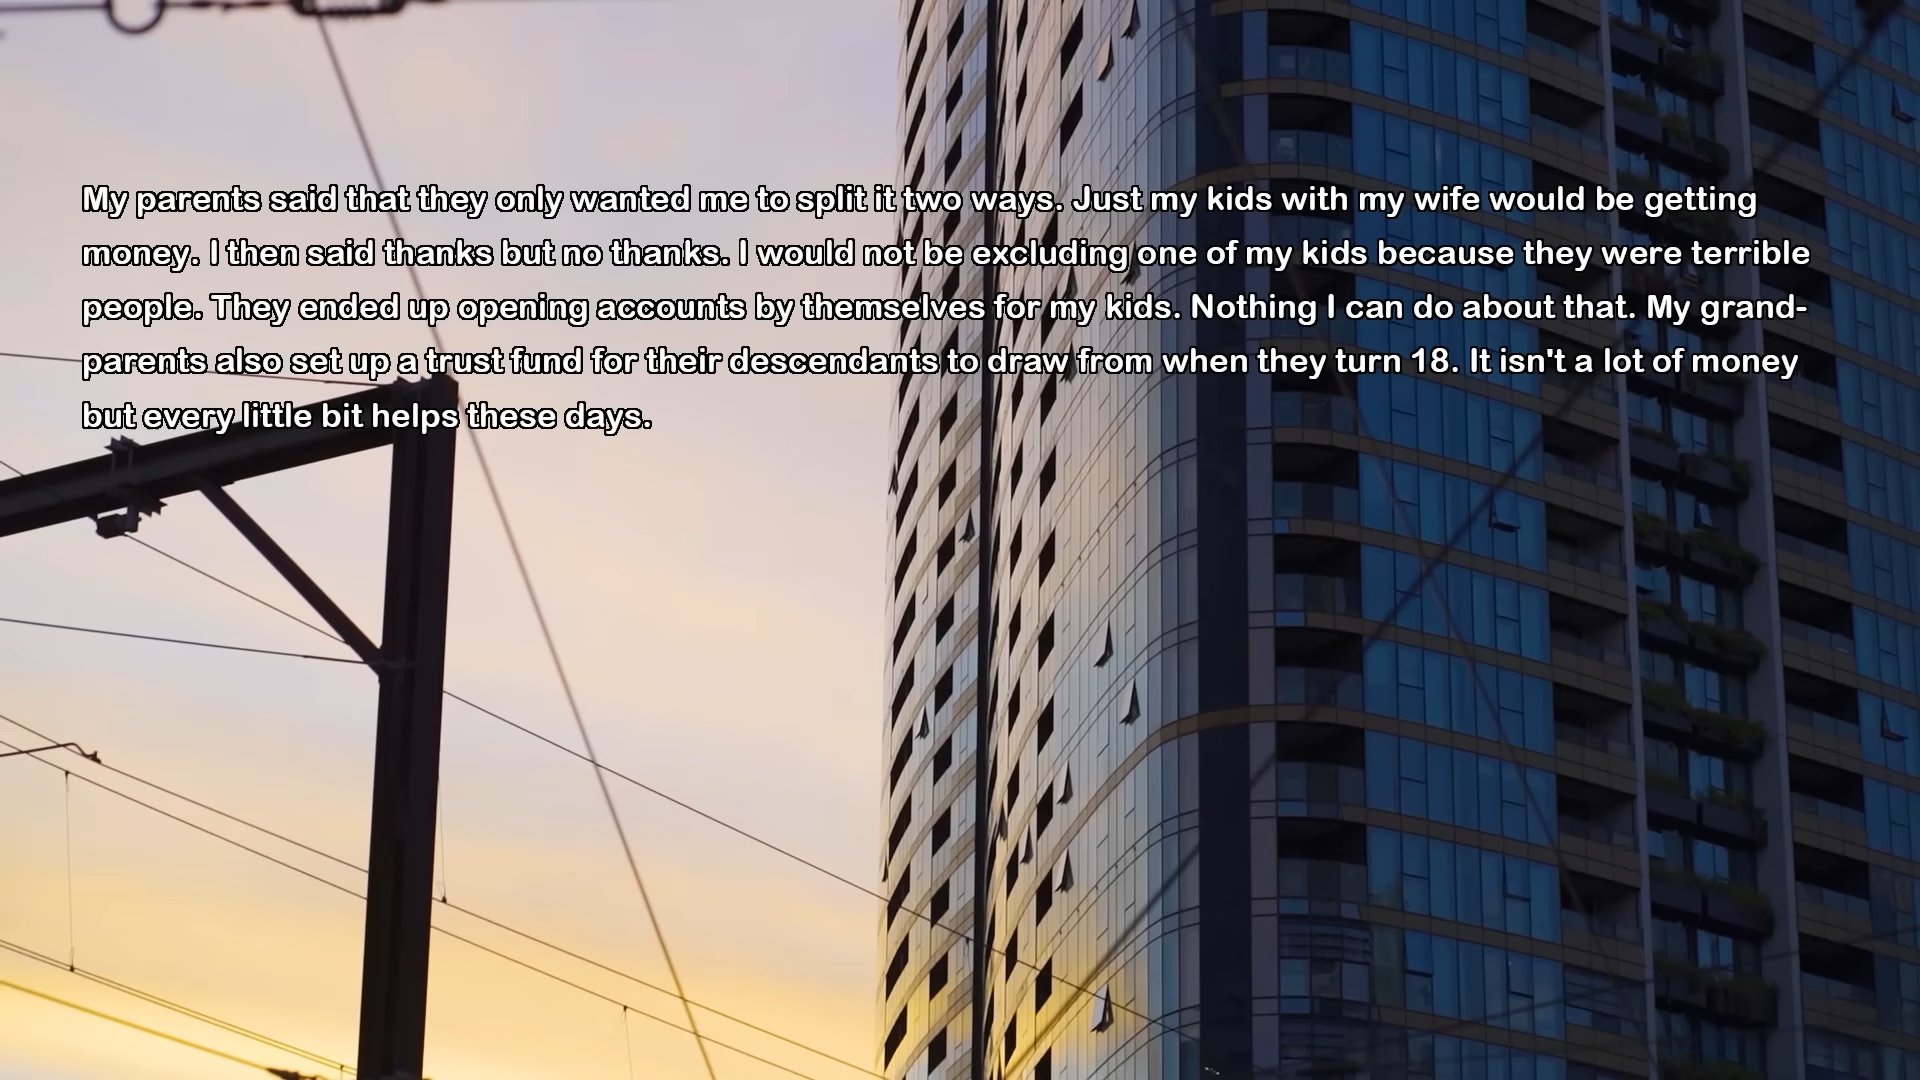 My parents said that they only wanted me to split it two ways. Just my kids with my wife would be getting
money. I then said thanks but no thanks. I would not be excluding one of my kids because they were terrible
people. They ended up opening accounts by themselves for my kids. Nothing I can do about that. My grand-
parents also set up a trust fund for their descendants to draw from when they turn 18. It isn't a lot of money
but every little bit helps these days.